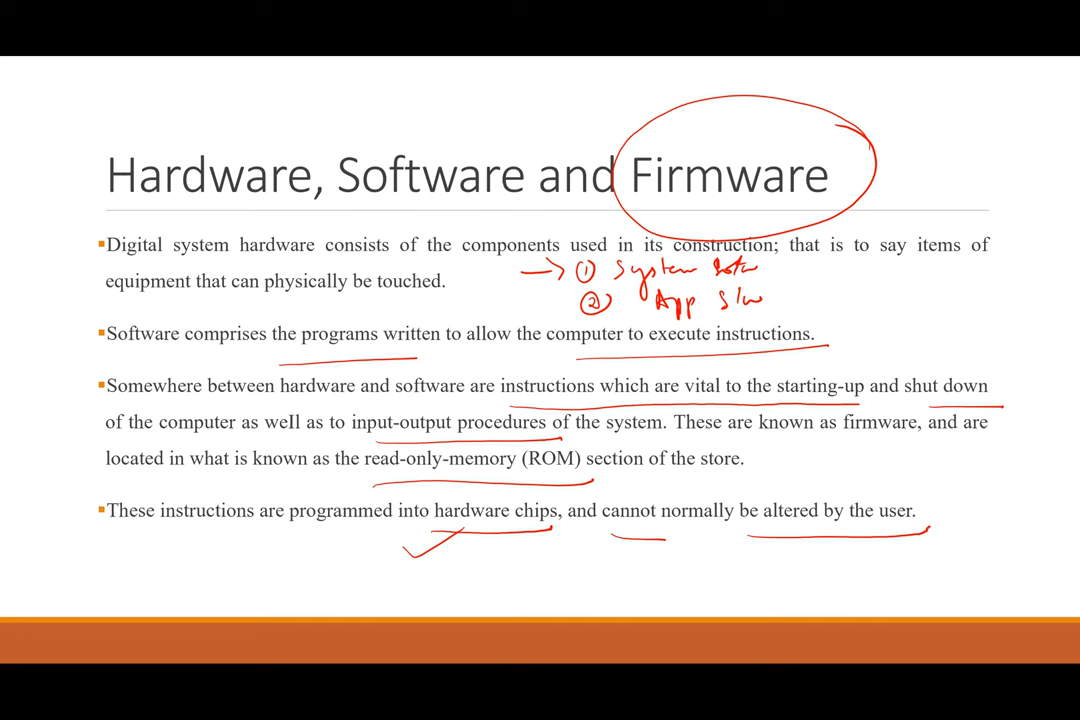 Hardware, Software and Firmware
▪Digital system hardware consists of the components used in its construction; that is to say items of
equipment that can physically be touched.
→ ① System
② App S/w
▪Software comprises the programs written to allow the computer to execute instructions.
▪Somewhere between hardware and software are instructions which are vital to the starting-up and shut down
of the computer as well as to input-output procedures of the system. These are known as firmware, and are
located in what is known as the read-only-memory (ROM) section of the store.
▪These instructions are programmed into hardware chips, and cannot normally be altered by the user.